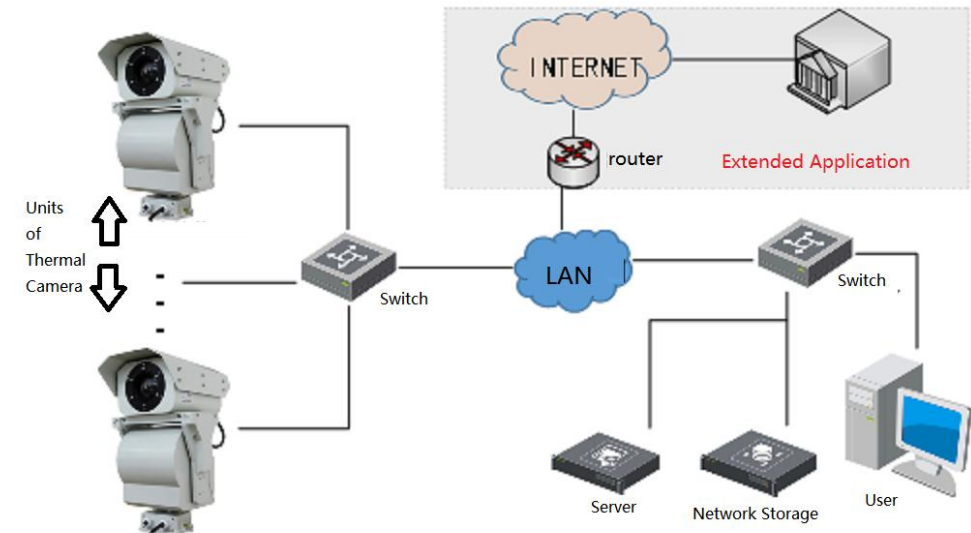 INTERNET
router
Extended Application
Units
of
Thermal
Camera
Switch
LAN
Switch
Server
Network Storage
User